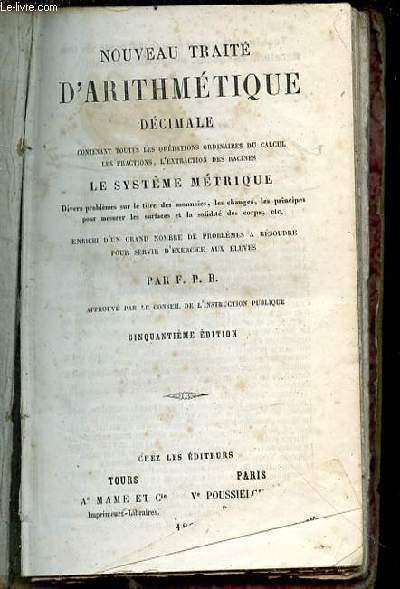 Le-livre.com
NOUVEAU TRAITÉ
D'ARITHMÉTIQUE
DÉCIMALE
CONTENANT TOUTES LES OPÉRATIONS ORDINAIRES DU CALCUL
LES FRACTIONS, L'EXTRACTION DES RACINES
LE SYSTÈME MÉTRIQUE
Divers problèmes sur le titre des monnaies, les changes, les principes
pour mesurer les surfaces et la solidité des corps, etc.
ENRICHI D'UN GRAND NOMBRE DE PROBLÈMES A RÉSOUDRE
POUR SERVIR D'EXERCICE AUX ÉLÈVES
PAR F. P. B.
APPROUVÉ PAR LE CONSEIL DE L'INSTRUCTION PUBLIQUE
CINQUANTIÈME ÉDITION
CHEZ LES ÉDITEURS
TOURS PARIS
Ad MAME ET Cie Ve POUSSIELGUE
Imprimeurs-Libraires.